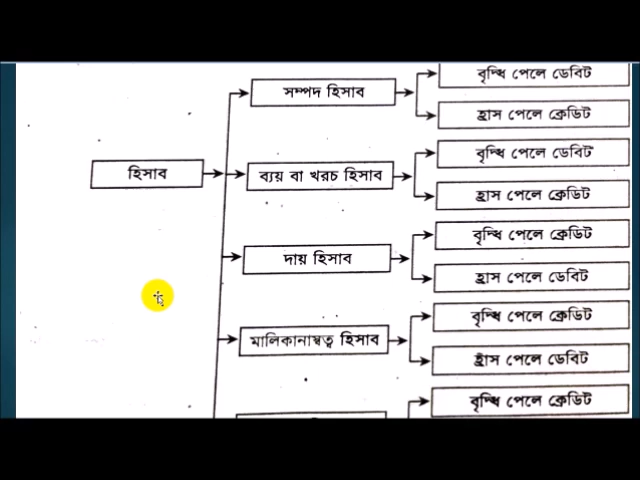 সম্পদ হিসাব
বৃদ্ধি পেলে ডেবিট
হ্রাস পেলে ক্রেডিট
হিসাব
ব্যয় বা খরচ হিসাব
বৃদ্ধি পেলে ডেবিট
হ্রাস পেলে ক্রেডিট
দায় হিসাব
বৃদ্ধি পেলে ক্রেডিট
হ্রাস পেলে ডেবিট
মালিকানাস্বত্ব হিসাব
বৃদ্ধি পেলে ক্রেডিট
হ্রাস পেলে ডেবিট
বৃদ্ধি পেলে ক্রেডিট